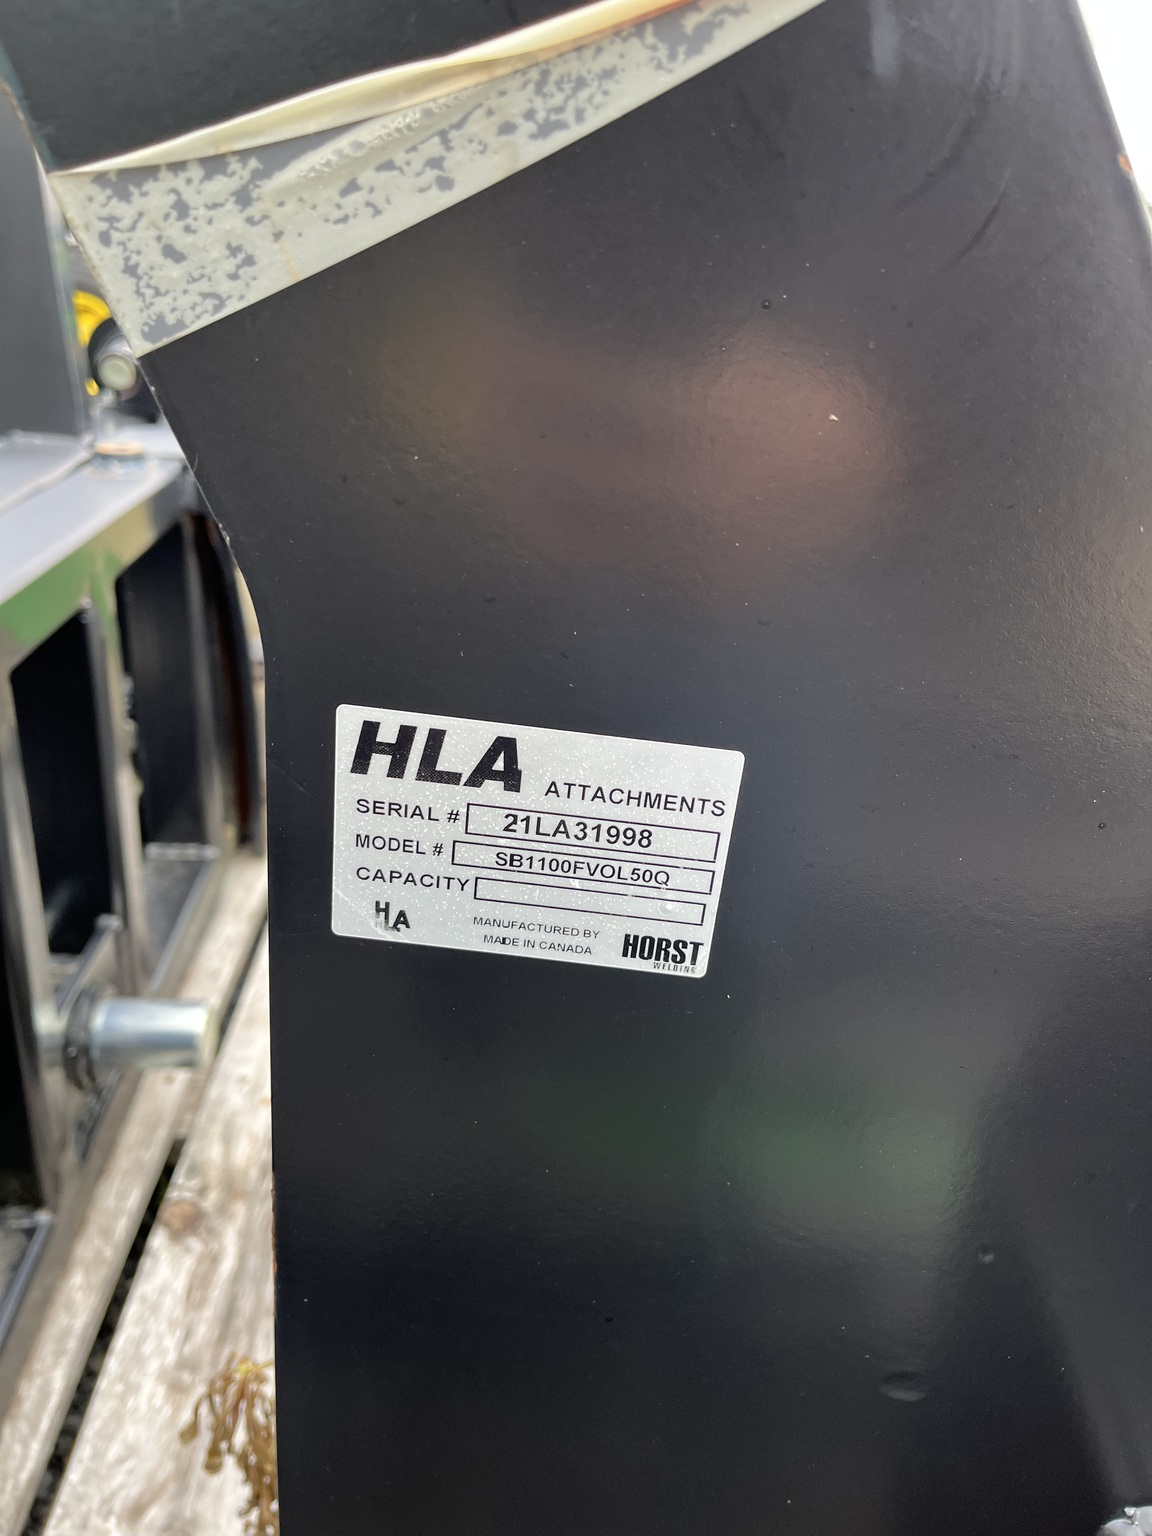 HLA ATTACHMENTS
SERIAL # 21LA31998
MODEL # SB1100FVOL50Q
CAPACITY
HLA
MANUFACTURED BY
MADE IN CANADA
HORST
WELDING